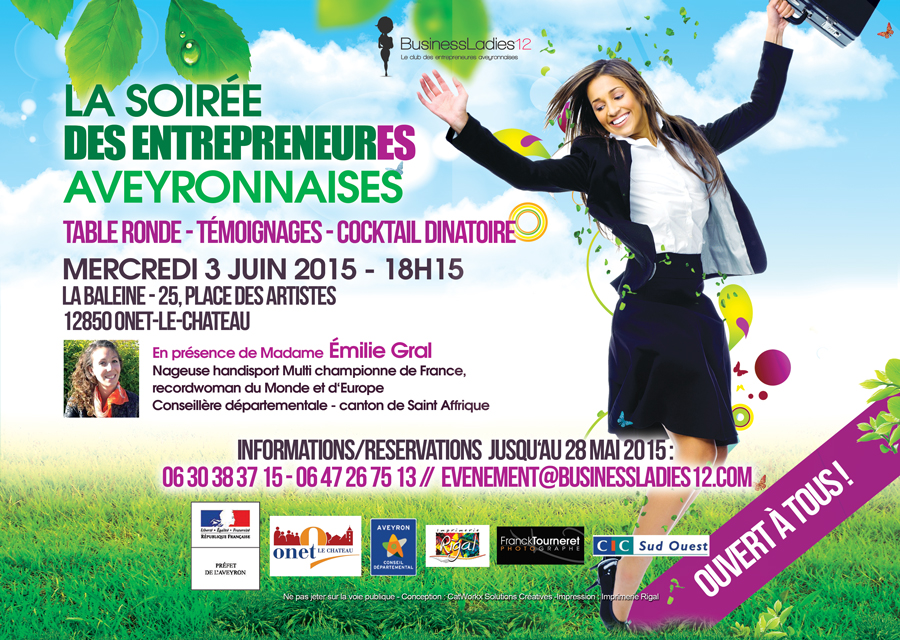 BusinessLadies12
Le club des entrepreneures aveyronnaises
LA SOIRÉE
DES ENTREPRENEURES
AVEYRONNAISES
TABLE RONDE - TÉMOIGNAGES - COCKTAIL DINATOIRE
MERCREDI 3 JUIN 2015 - 18H15
LA BALEINE - 25, PLACE DES ARTISTES
12850 ONET-LE-CHATEAU
En présence de Madame Émilie Gral
Nageuse handisport Multi championne de France,
recordwoman du Monde et d'Europe
Conseillère départementale - canton de Saint Affrique
INFORMATIONS/RESERVATIONS JUSQU'AU 28 MAI 2015 :
06 30 38 37 15 - 06 47 26 75 13 // EVENEMENT@BUSINESSLADIES12.COM
OUVERT À TOUS !
Liberté • Égalité • Fraternité
RÉPUBLIQUE FRANÇAISE
PRÉFET
DE L'AVEYRON
onet LE CHATEAU
AVEYRON
CONSEIL
DÉPARTEMENTAL
IMPRIMERIE
Rigal
FranckTourneret
PHOTOGRAPHE
CIC Sud Ouest
Ne pas jeter sur la voie publique - Conception : CatWorlox Solutions Créatives -Impression : Imprimerie Rigal